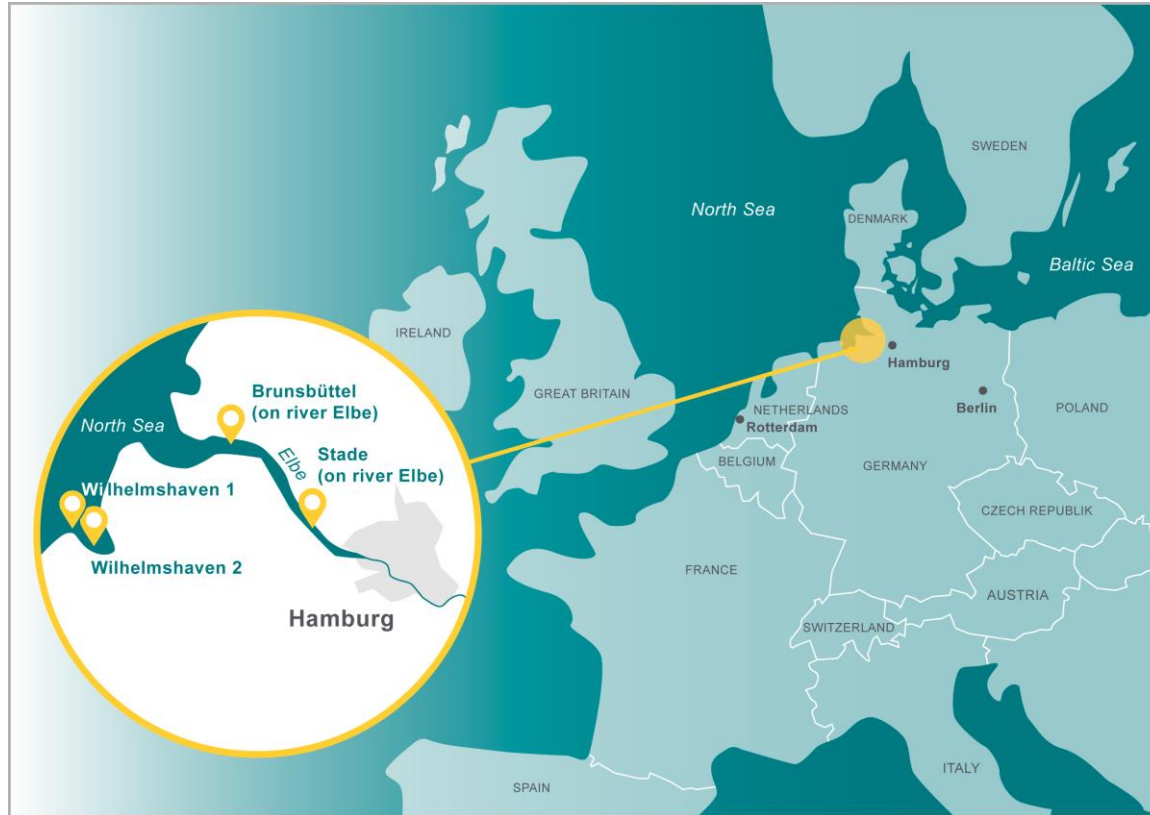 SWEDEN
North Sea
DENMARK
Baltic Sea
IRELAND
Hamburg
GREAT BRITAIN
NETHERLANDS
Berlin
POLAND
Rotterdam
BELGIUM
GERMANY
CZECH REPUBLIK
FRANCE
AUSTRIA
SWITZERLAND
ITALY
SPAIN
Brunsbüttel
(on river Elbe)
North Sea
Elbe
Stade
(on river Elbe)
Wilhelmshaven 1
Wilhelmshaven 2
Hamburg